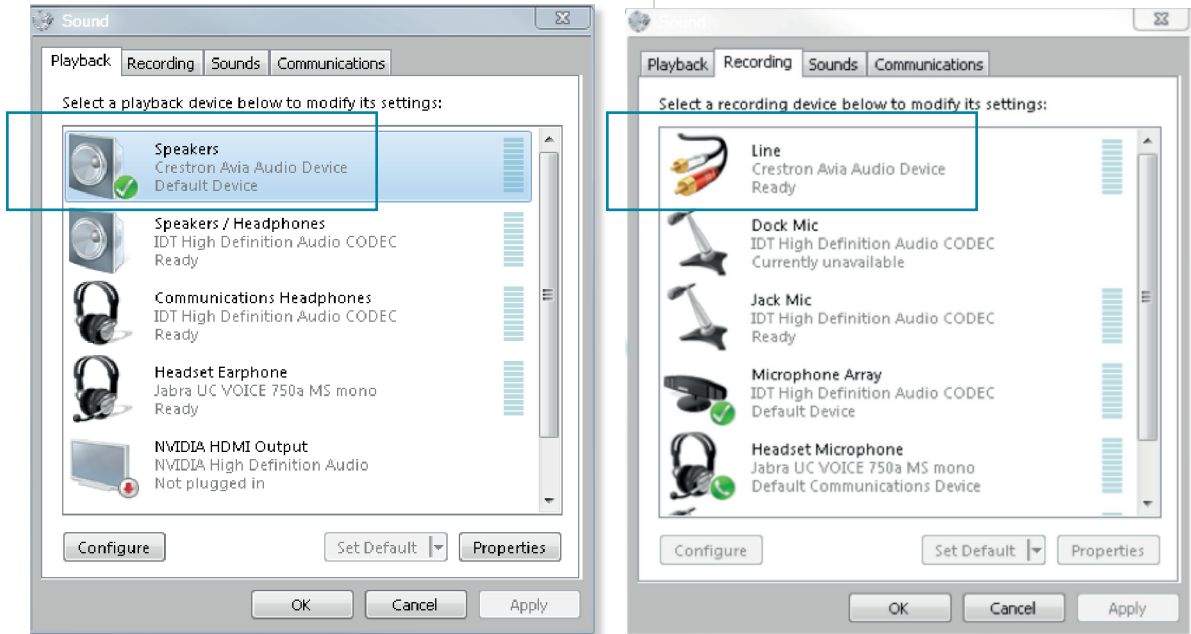 Sound
Playback Recording Sounds Communications
Select a playback device below to modify its settings:
Speakers
Crestron Avia Audio Device
Default Device
Speakers / Headphones
IDT High Definition Audio CODEC
Ready
Communications Headphones
IDT High Definition Audio CODEC
Ready
Headset Earphone
Jabra UC VOICE 750a MS mono
Ready
NVIDIA HDMI Output
NVIDIA High Definition Audio
Not plugged in
Configure Set Default Properties
OK Cancel Apply
Sound
Playback Recording Sounds Communications
Select a recording device below to modify its settings:
Line
Crestron Avia Audio Device
Ready
Dock Mic
IDT High Definition Audio CODEC
Currently unavailable
Jack Mic
IDT High Definition Audio CODEC
Ready
Microphone Array
IDT High Definition Audio CODEC
Default Device
Headset Microphone
Jabra UC VOICE 750a MS mono
Default Communications Device
Configure Set Default Properties
OK Cancel Apply